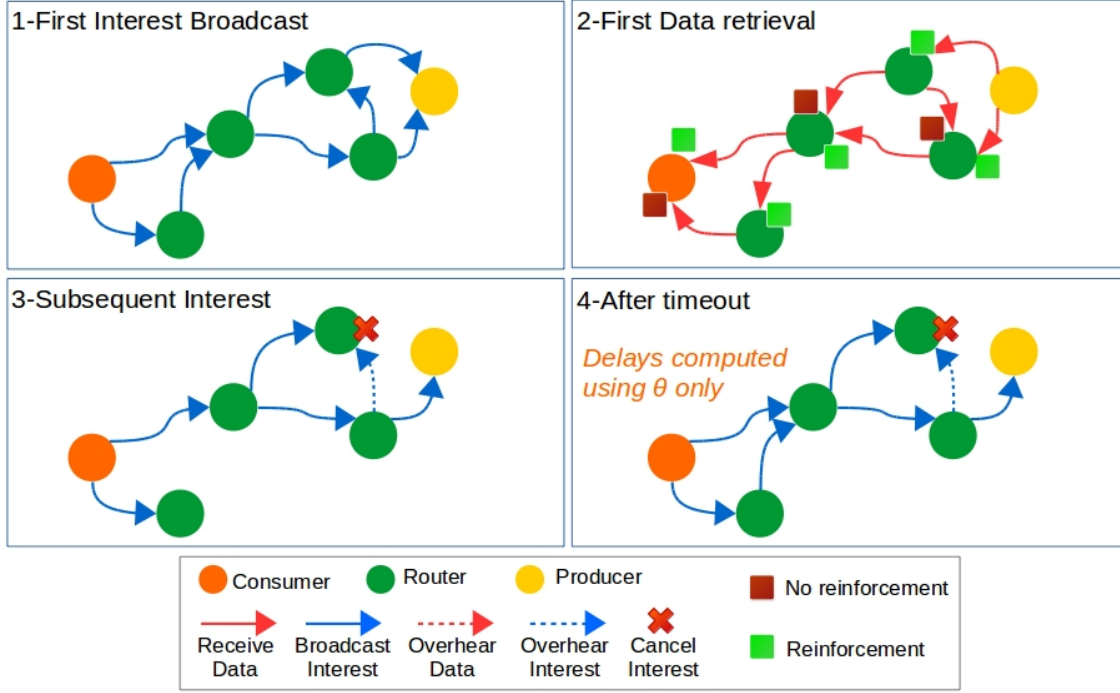 1-First Interest Broadcast
2-First Data retrieval
3-Subsequent Interest
4-After timeout
Delays computed
using θ only
Consumer
Router
Producer
No reinforcement
Receive
Data
Broadcast
Interest
Overhear
Data
Overhear
Interest
Cancel
Interest
Reinforcement